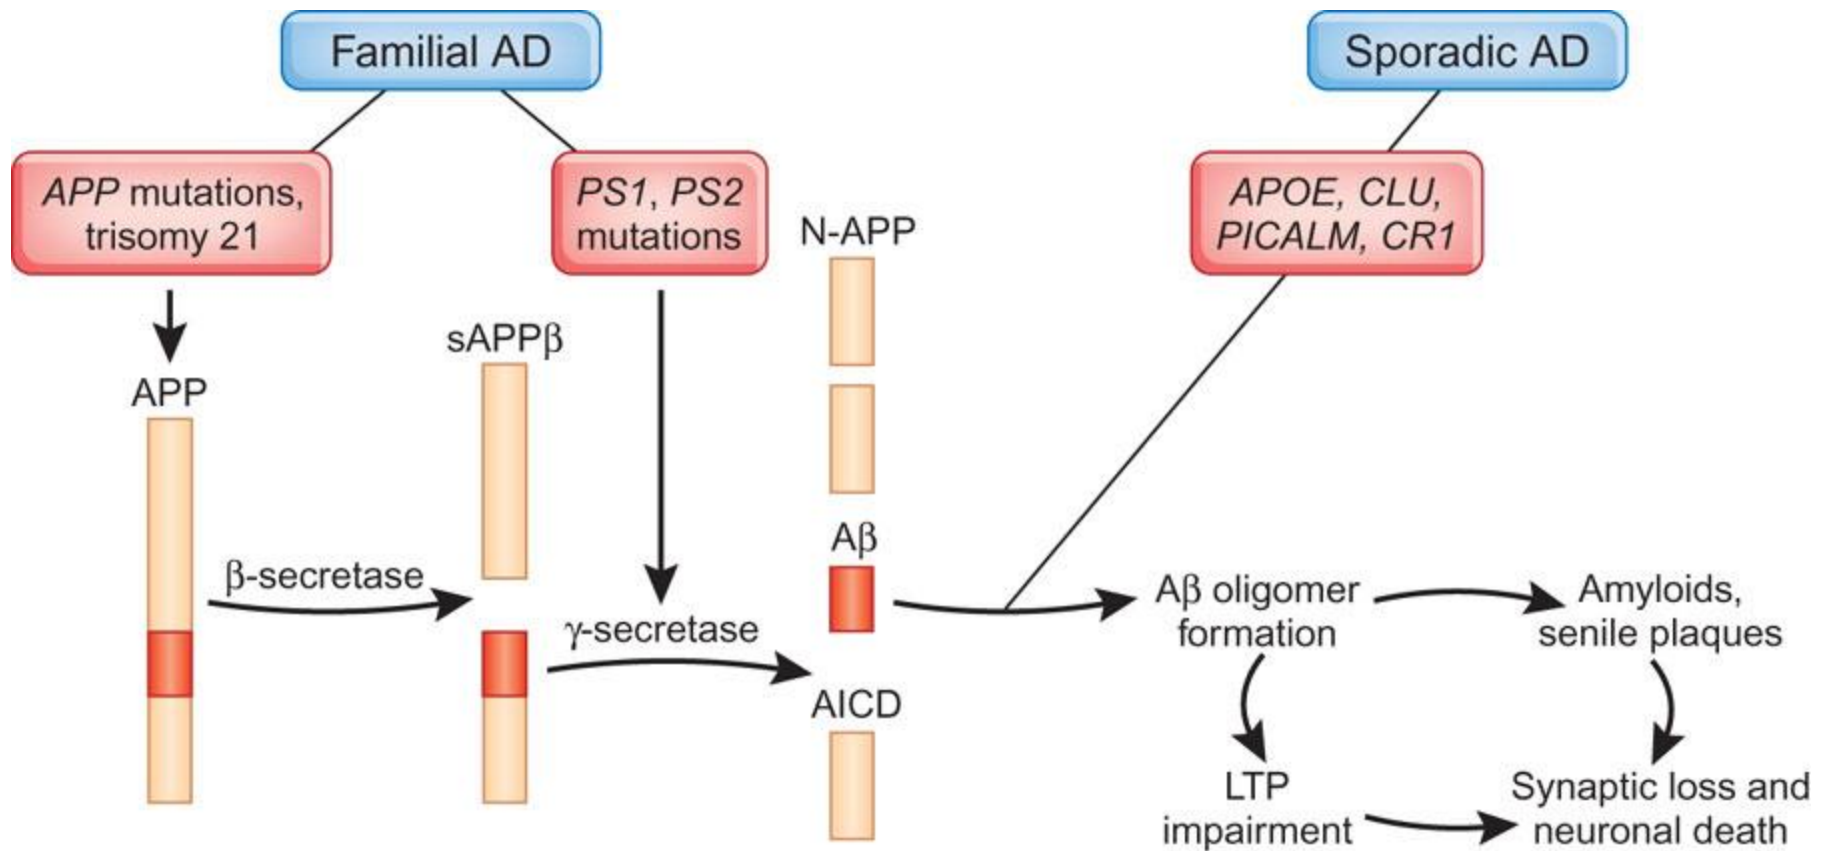 Familial AD
Sporadic AD
APP mutations,
trisomy 21
PS1, PS2
mutations
APOE, CLU,
PICALM, CR1
N-APP
sAPPβ
APP
Aβ
β-secretase
γ-secretase
AICD
Aβ oligomer
formation
Amyloids,
senile plaques
LTP
impairment
Synaptic loss and
neuronal death